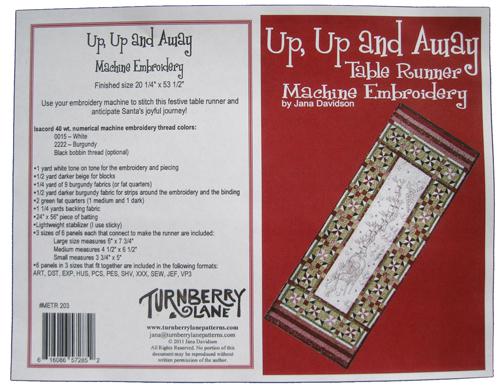 Up, Up and Away
Machine Embroidery
Finished size 20 1/4" x 53 1/2"
Use your embroidery machine to stitch this festive table runner and
anticipate Santa's joyful journey!
Isacord 40 wt. numerical machine embroidery thread colors:
0015 – White
2222 – Burgundy
Black bobbin thread (optional)
•1 yard white tone on tone for the embroidery and piecing
•1/2 yard darker beige for blocks
•1/4 yard of 9 burgundy fabrics (or fat quarters)
•1/2 yard darker burgundy fabric for strips around the embroidery and the binding
•2 green fat quarters (1 medium and 1 dark)
•1 1/4 yards backing fabric
•24" x 56" piece of batting
•Lightweight stabilizer (I use sticky)
•3 sizes of 6 panels each that connect to make the runner are included:
Large size measures 6" x 7 3/4"
Medium measures 4 1/2" x 6 1/2"
Small measures 3 3/4" x 5"
•6 panels in 3 sizes that fit together are included in the following formats:
ART, DST, EXP, HUS, PCS, PES, SHV, XXX, SEW, JEF, VP3
#METR 203
TURNBERRY
LANE
www.turnberrylanepatterns.com
jana@turnberrylanepatterns.com
©2011 Jana Davidson
All Rights Reserved. No portion of this
document may be reproduced without
written permission of the author.
6 16086 57285 2
Up, Up and Away
Table Runner
Machine Embroidery
by Jana Davidson